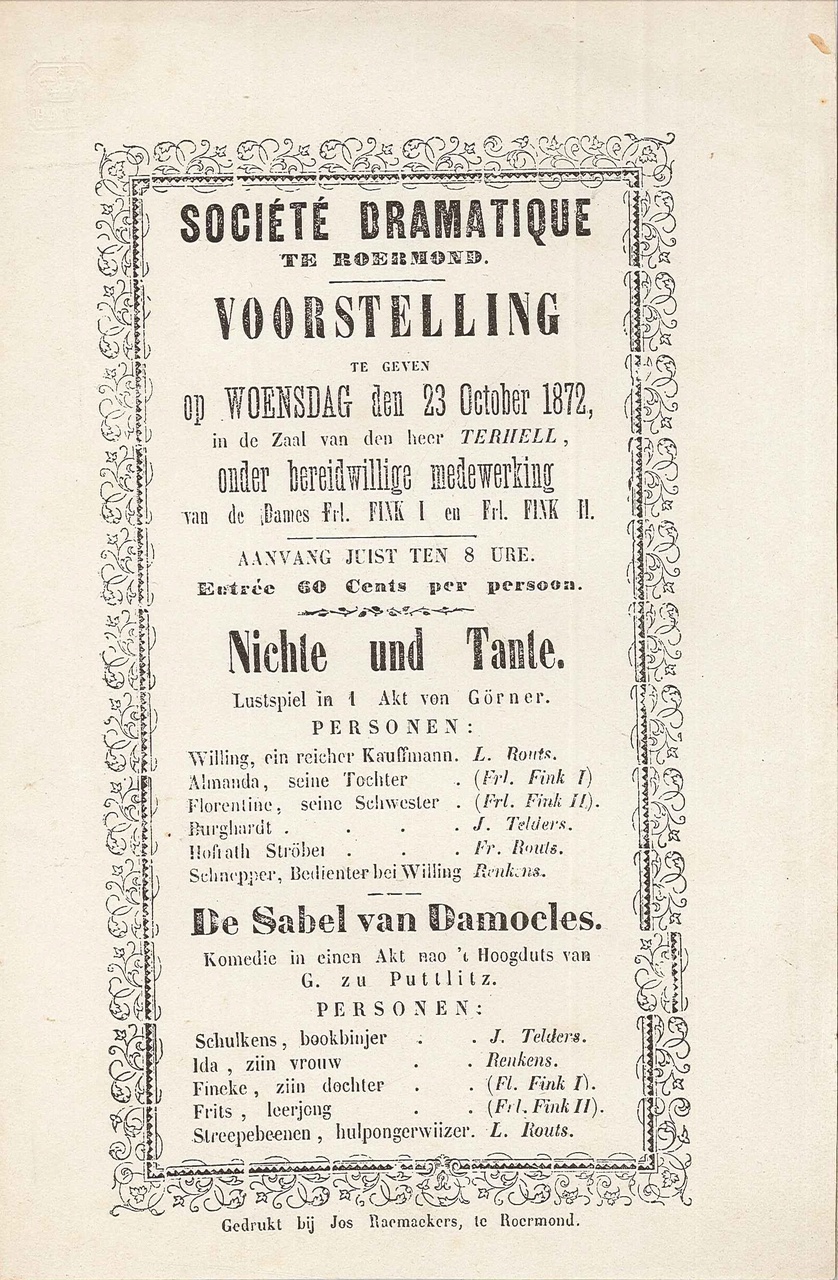 SOCIÉTÉ DRAMATIQUE
TE ROERMOND.
VOORSTELLING
TE GEVEN
op WOENSDAG den 23 October 1872,
in de Zaal van den heer TERHELL,
onder bereidwillige medewerking
van de Dames Frl. FINK I en Frl. FINK II.
AANVANG JUIST TEN 8 URE.
Entrée 60 Cents per persoon.
Nichte und Tante.
Lustspiel in 1 Akt von Görner.
PERSONEN:
Willing, ein reicher Kauffmann. L. Routs.
Almanda, seine Tochter . (Frl. Fink I)
Florentine, seine Schwester . (Frl. Fink II).
Burghardt . . . . J. Telders.
Hofrath Ströbel . . . Fr. Routs.
Schnepper, Bedienter bei Willing Renkens.
De Sabel van Damocles.
Komedie in einen Akt nao 't Hoogduts van
G. zu Puttlitz.
PERSONEN:
Schulkens, bookbinjer . . J. Telders.
Ida, ziin vrouw . . Renkens.
Fineke, ziin dochter . . (Fl. Fink I).
Frits, leerjong . . (Frl. Fink II).
Streepebeenen, hulpongerwiizer. L. Routs.
Gedrukt bij Jos Raemaekers, te Roermond.